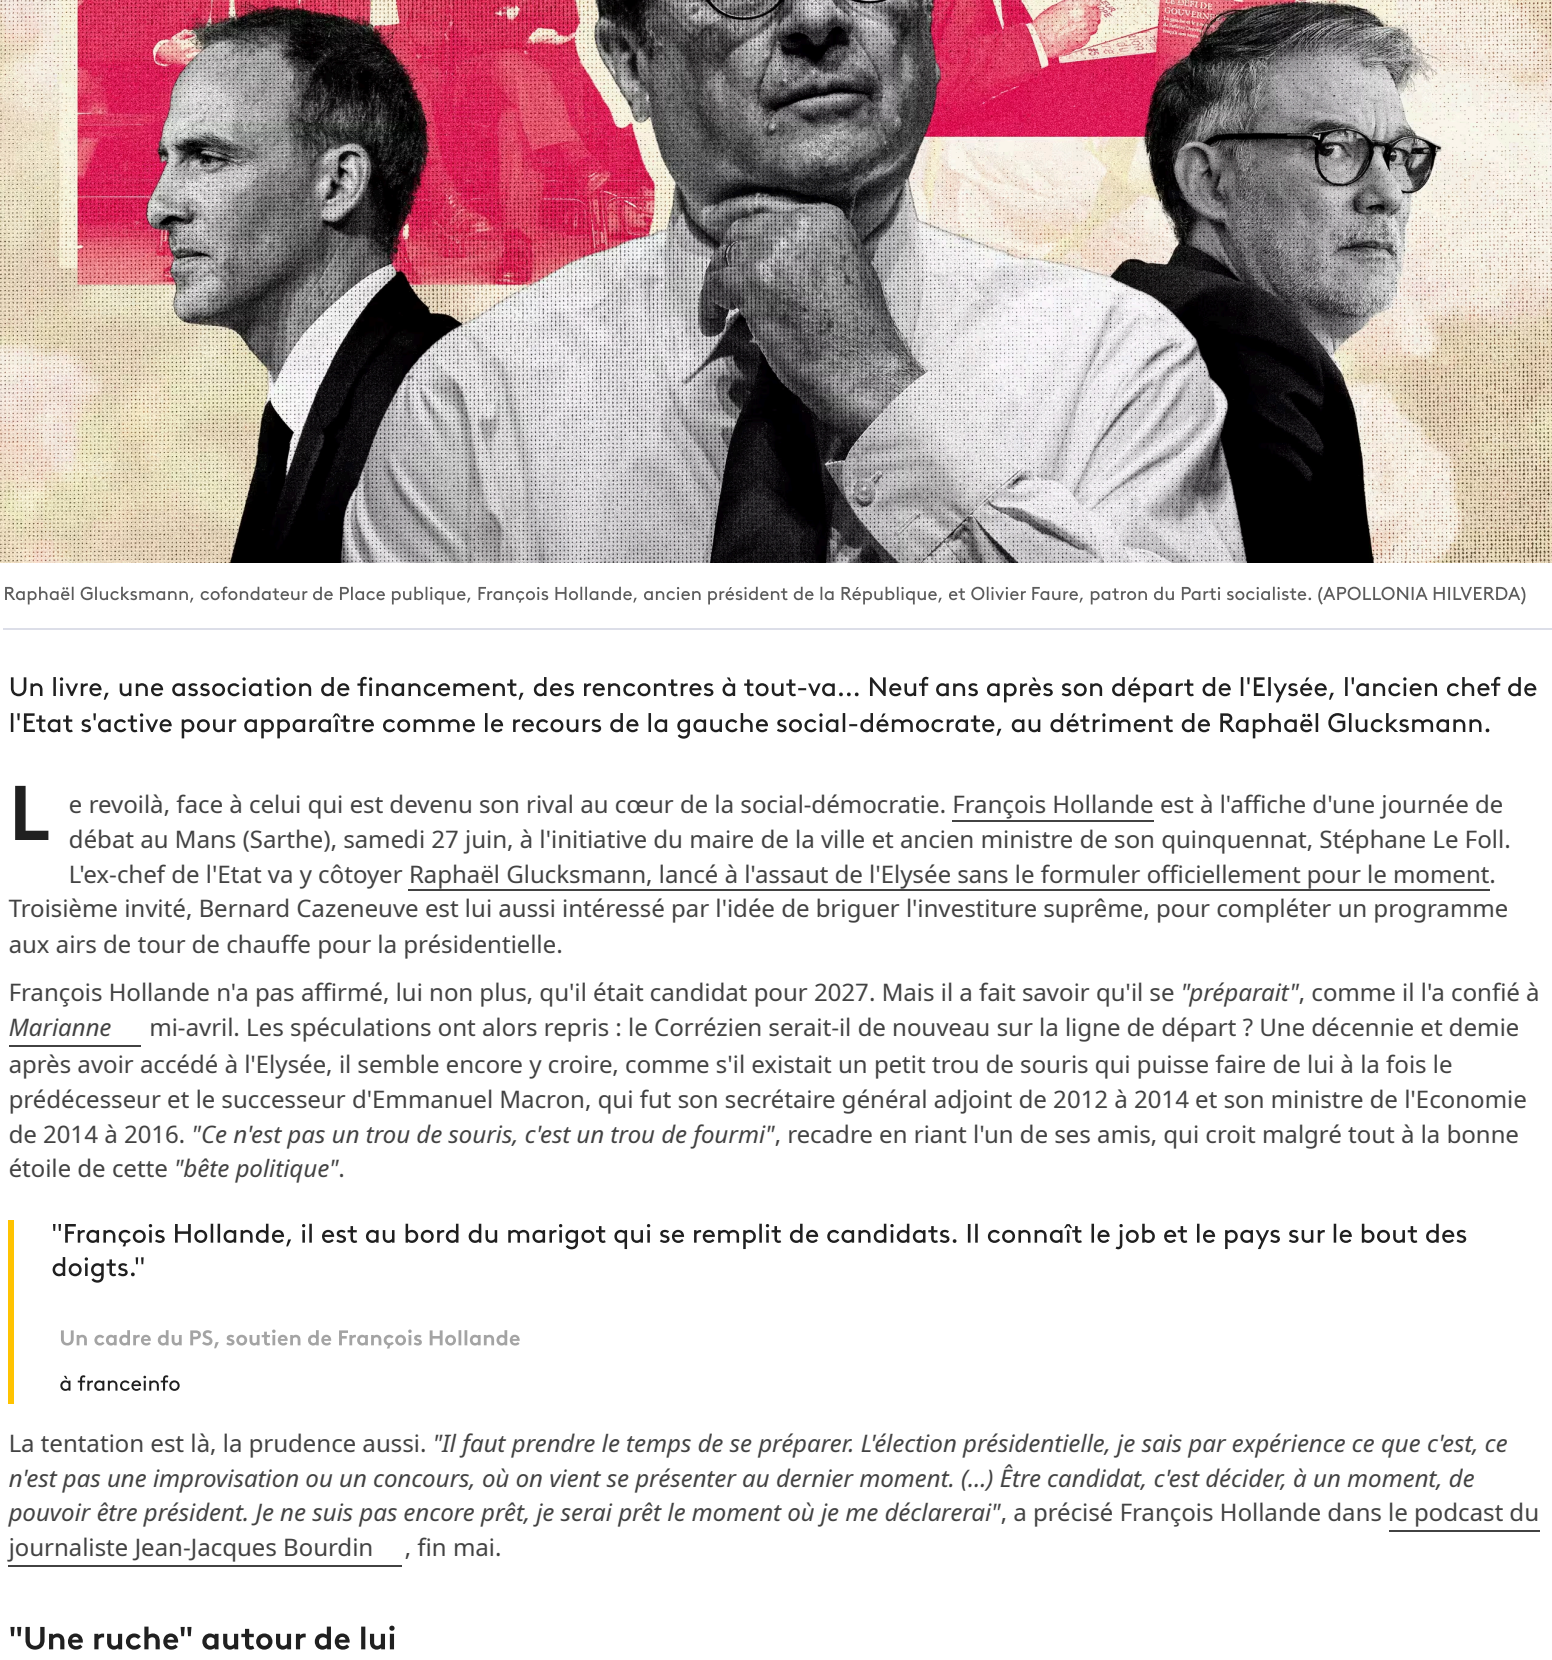 LE DÉFI DE
GOUVERNER
Raphaël Glucksmann, cofondateur de Place publique, François Hollande, ancien président de la République, et Olivier Faure, patron du Parti socialiste. (APOLLONIA HILVERDA)
Un livre, une association de financement, des rencontres à tout-va... Neuf ans après son départ de l'Elysée, l'ancien chef de
l'Etat s'active pour apparaître comme le recours de la gauche social-démocrate, au détriment de Raphaël Glucksmann.
Le revoilà, face à celui qui est devenu son rival au cœur de la social-démocratie. François Hollande est à l'affiche d'une journée de
débat au Mans (Sarthe), samedi 27 juin, à l'initiative du maire de la ville et ancien ministre de son quinquennat, Stéphane Le Foll.
L'ex-chef de l'Etat va y côtoyer Raphaël Glucksmann, lancé à l'assaut de l'Elysée sans le formuler officiellement pour le moment.
Troisième invité, Bernard Cazeneuve est lui aussi intéressé par l'idée de briguer l'investiture suprême, pour compléter un programme
aux airs de tour de chauffe pour la présidentielle.
François Hollande n'a pas affirmé, lui non plus, qu'il était candidat pour 2027. Mais il a fait savoir qu'il se "préparait", comme il l'a confié à
Marianne mi-avril. Les spéculations ont alors repris : le Corrézien serait-il de nouveau sur la ligne de départ ? Une décennie et demie
après avoir accédé à l'Elysée, il semble encore y croire, comme s'il existait un petit trou de souris qui puisse faire de lui à la fois le
prédécesseur et le successeur d'Emmanuel Macron, qui fut son secrétaire général adjoint de 2012 à 2014 et son ministre de l'Economie
de 2014 à 2016. "Ce n'est pas un trou de souris, c'est un trou de fourmi", recadre en riant l'un de ses amis, qui croit malgré tout à la bonne
étoile de cette "bête politique".
"François Hollande, il est au bord du marigot qui se remplit de candidats. Il connaît le job et le pays sur le bout des
doigts."
Un cadre du PS, soutien de François Hollande
à franceinfo
La tentation est là, la prudence aussi. "Il faut prendre le temps de se préparer. L'élection présidentielle, je sais par expérience ce que c'est, ce
n'est pas une improvisation ou un concours, où on vient se présenter au dernier moment. (...) Être candidat, c'est décider, à un moment, de
pouvoir être président. Je ne suis pas encore prêt, je serai prêt le moment où je me déclarerai", a précisé François Hollande dans le podcast du
journaliste Jean-Jacques Bourdin , fin mai.
"Une ruche" autour de lui